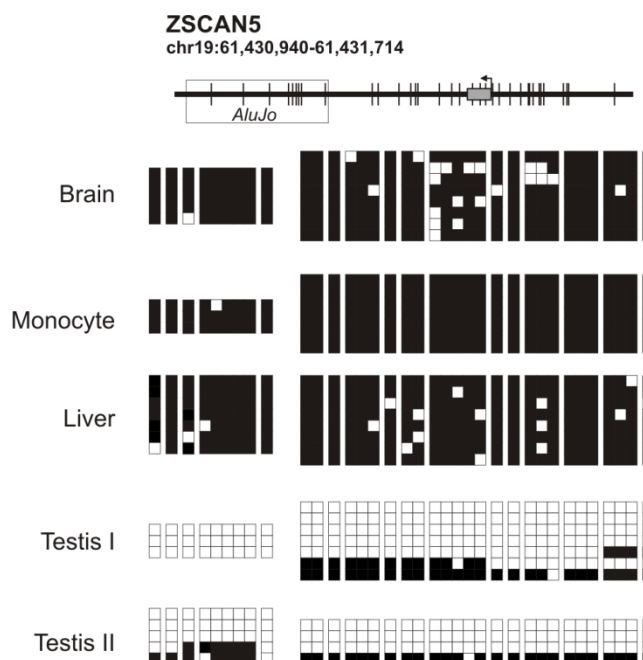 ZSCAN5
chr19:61,430,940-61,431,714
AluJo
Brain
Monocyte
Liver
Testis I
Testis II